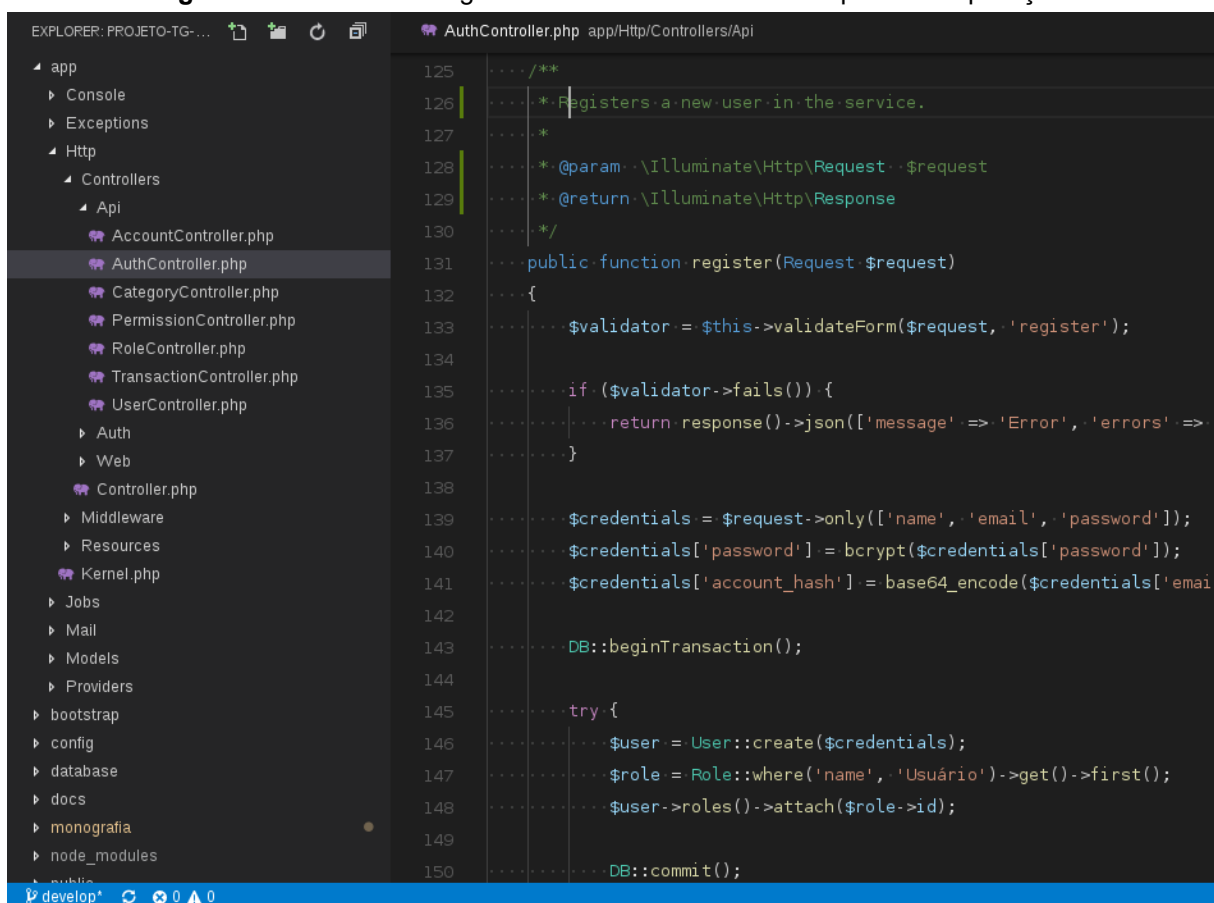 EXPLORER: PROJETO-TG-...
app
Console
Exceptions
Http
Controllers
Api
AccountController.php
AuthController.php
CategoryController.php
PermissionController.php
RoleController.php
TransactionController.php
UserController.php
Auth
Web
Controller.php
Middleware
Resources
Kernel.php
Jobs
Mail
Models
Providers
bootstrap
config
database
docs
monografia
node_modules
develop* 0 0
AuthController.php app/Http/Controllers/Api
125 /**
126 * Registers a new user in the service.
127 *
128 * @param \Illuminate\Http\Request $request
129 * @return \Illuminate\Http\Response
130 */
131 public function register(Request $request)
132 {
133 $validator = $this->validateForm($request, 'register');
134
135 if ($validator->fails()) {
136 return response()->json(['message' => 'Error', 'errors' =>
137 }
138
139 $credentials = $request->only(['name', 'email', 'password']);
140 $credentials['password'] = bcrypt($credentials['password']);
141 $credentials['account_hash'] = base64_encode($credentials['emai
142
143 DB::beginTransaction();
144
145 try {
146 $user = User::create($credentials);
147 $role = Role::where('name', 'Usuário')->get()->first();
148 $user->roles()->attach($role->id);
149
150 DB::commit();